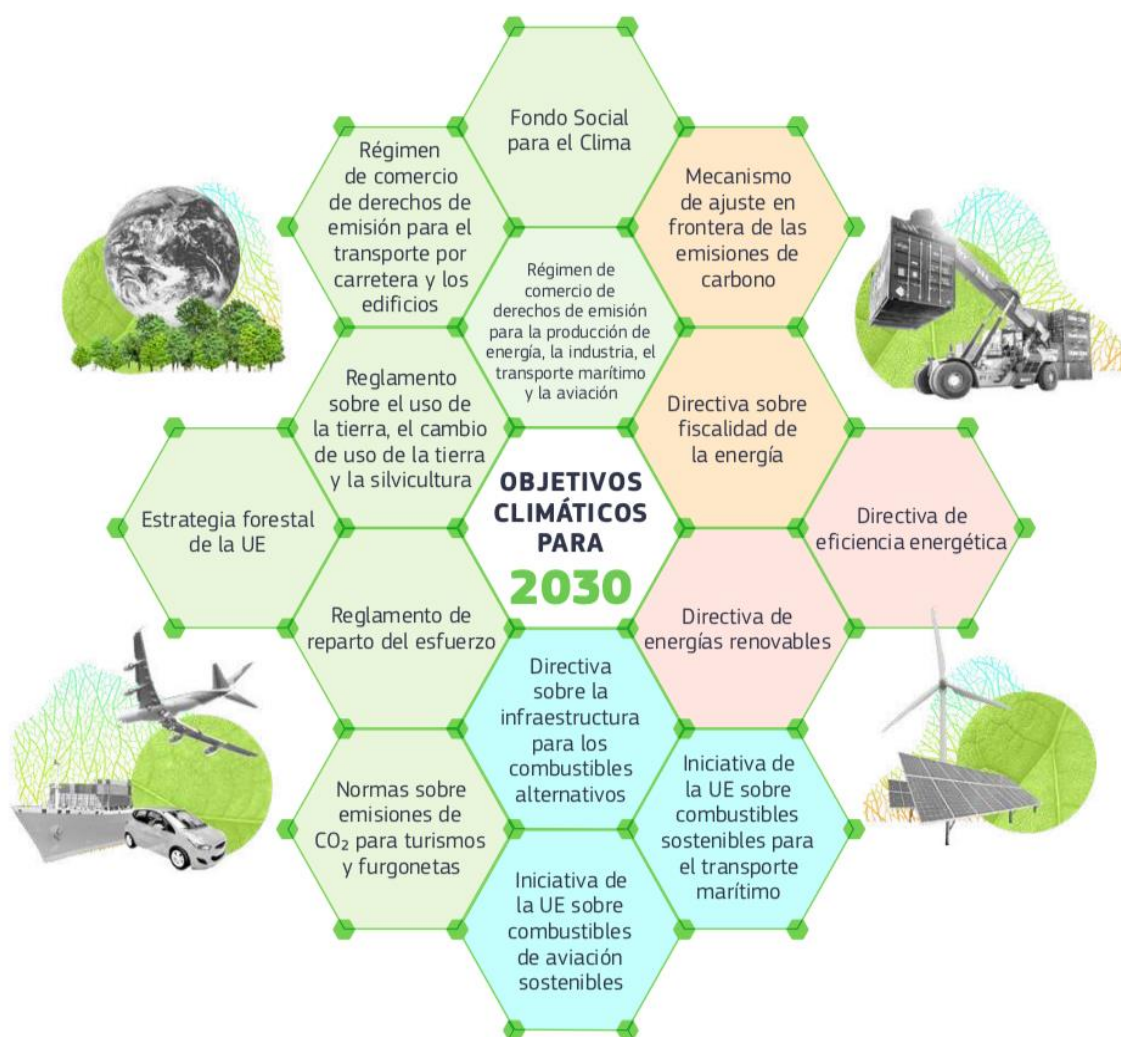 Fondo Social
para el Clima
Régimen
de comercio
de derechos de
emisión para el
transporte por
carretera y los
edificios
Mecanismo
de ajuste en
frontera de las
emisiones de
carbono
Régimen de
comercio de
derechos de emisión
para la producción de
energía, la industria, el
transporte marítimo
y la aviación
Reglamento
sobre el uso de
la tierra, el cambio
de uso de la tierra
y la silvicultura
Directiva sobre
fiscalidad de
la energía
Estrategia forestal
de la UE
OBJETIVOS
CLIMÁTICOS
PARA
2030
Directiva de
eficiencia energética
Reglamento de
reparto del esfuerzo
Directiva de
energías renovables
Directiva
sobre la
infraestructura
para los
combustibles
alternativos
Normas sobre
emisiones de
CO₂ para turismos
y furgonetas
Iniciativa de
la UE sobre
combustibles
sostenibles para
el transporte
marítimo
Iniciativa de
la UE sobre
combustibles
de aviación
sostenibles